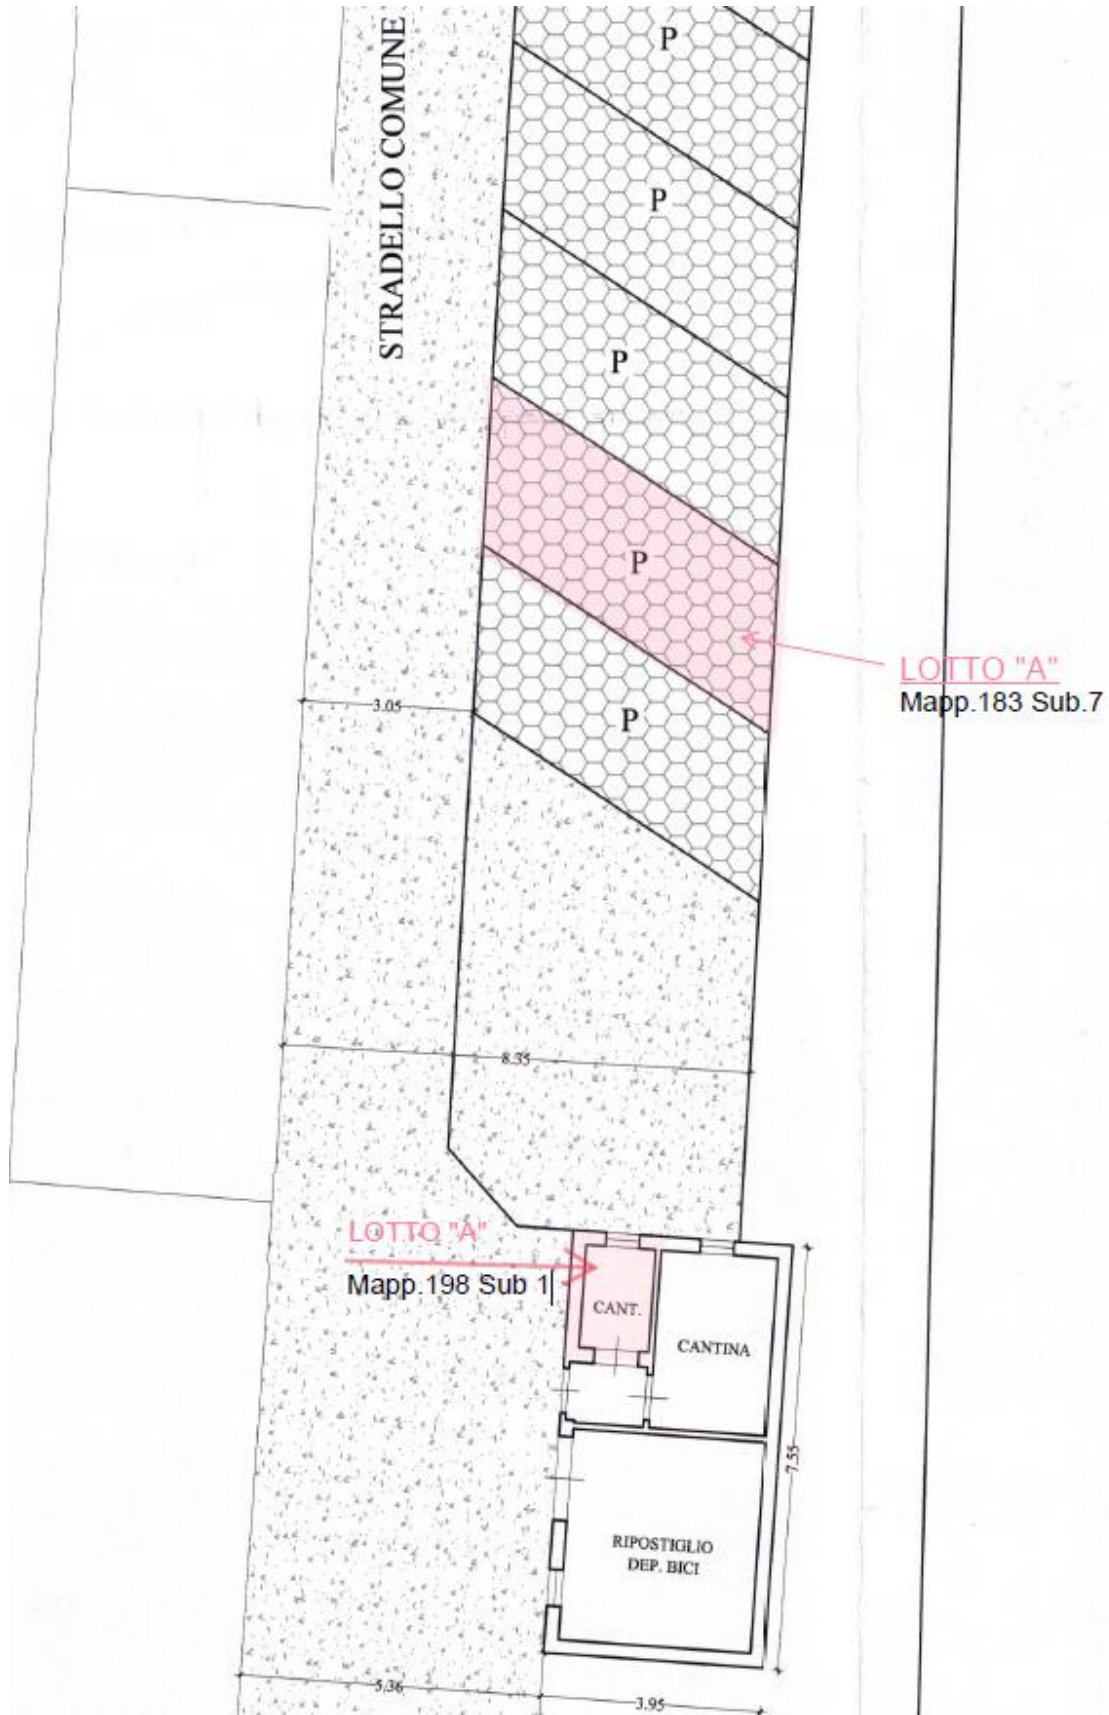 STRADELLO COMUNE
P
P
P
P
LOTTO "A"
Mapp.183 Sub.7
3.05
P
8.35
LOTTO "A"
Mapp.198 Sub 1
CANT.
CANTINA
7.55
RIPOSTIGLIO
DEP. BICI
5.36
3.95